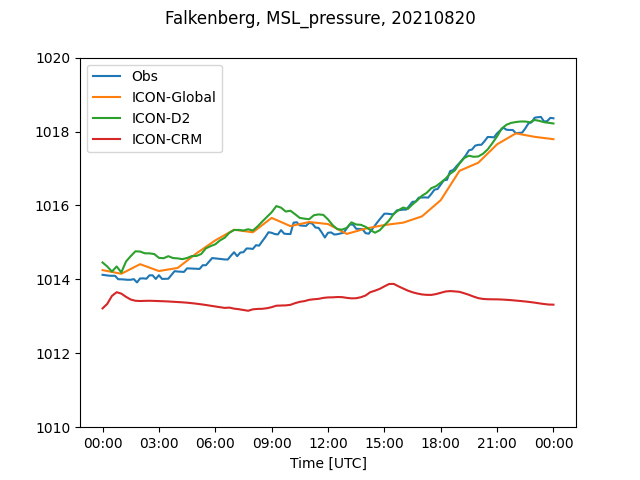 Falkenberg, MSL_pressure, 20210820
1020
1018
1016
1014
1012
1010
Obs
ICON-Global
ICON-D2
ICON-CRM
00:00 03:00 06:00 09:00 12:00 15:00 18:00 21:00 00:00
Time [UTC]